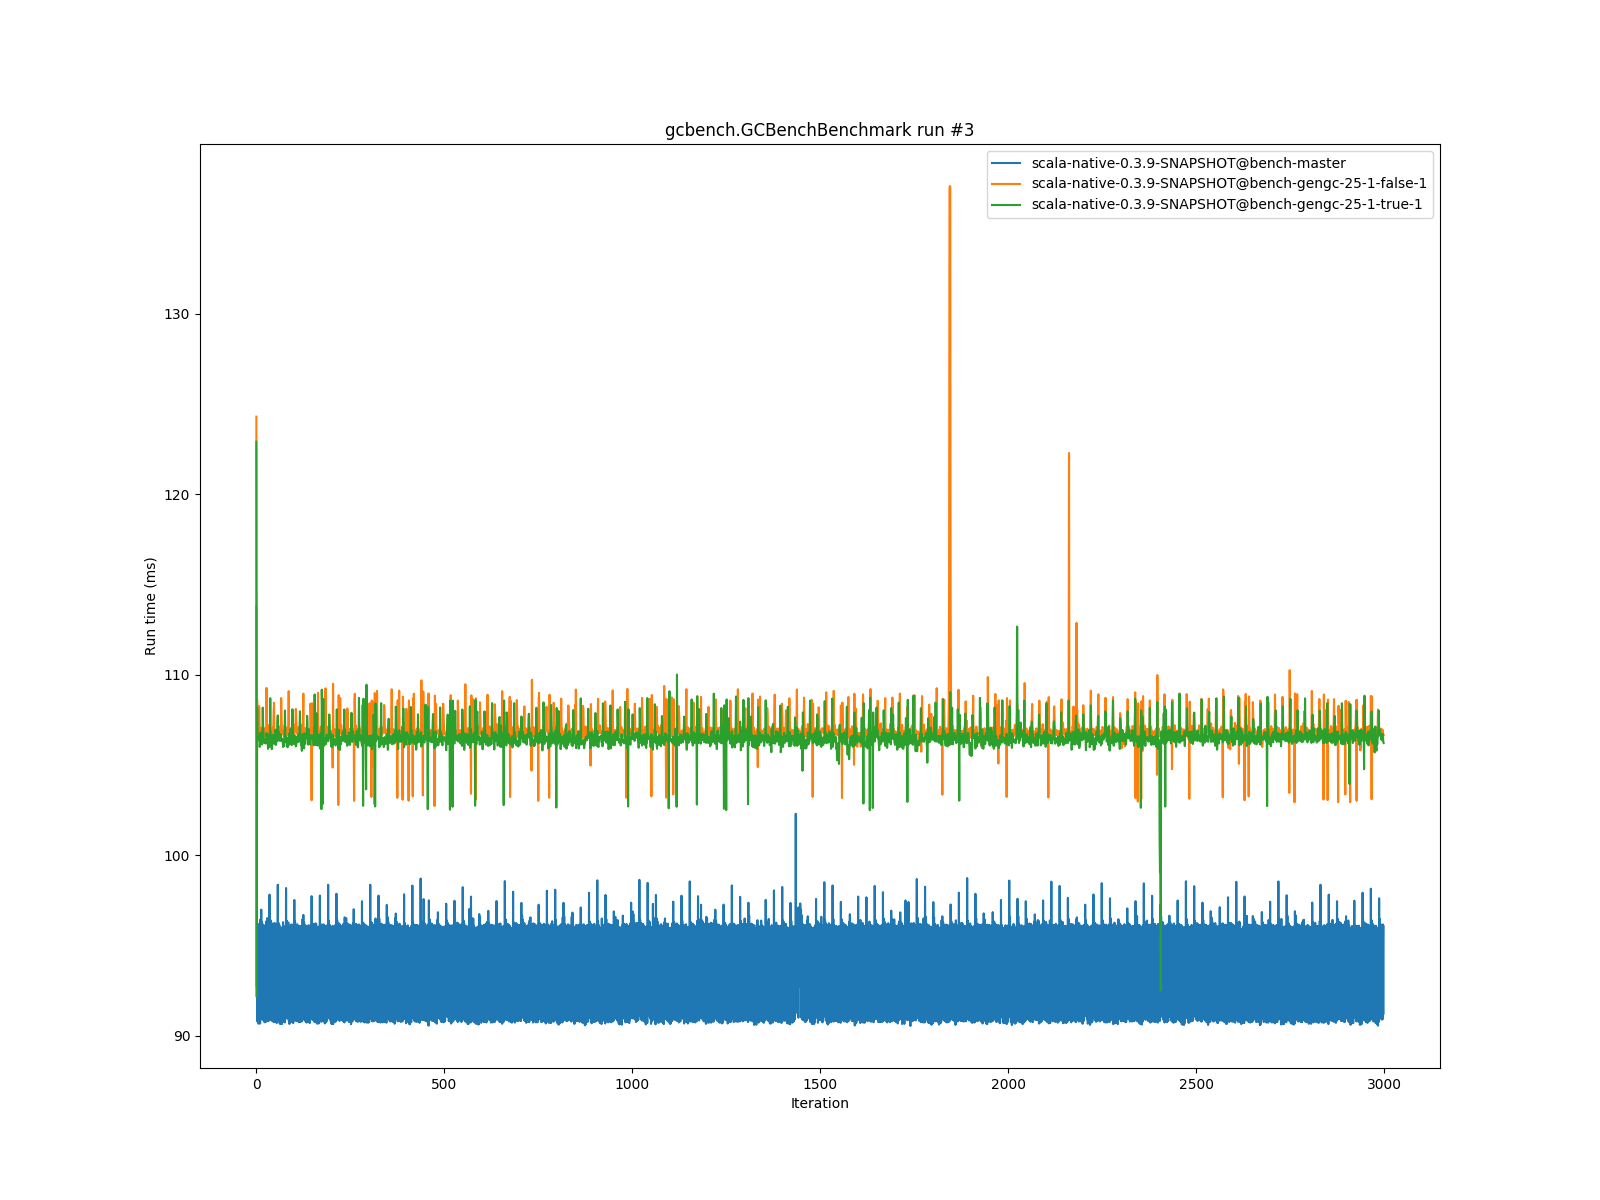 gcbench.GCBenchBenchmark run #3
scala-native-0.3.9-SNAPSHOT@bench-master
scala-native-0.3.9-SNAPSHOT@bench-gengc-25-1-false-1
scala-native-0.3.9-SNAPSHOT@bench-gengc-25-1-true-1
130
120
110
100
90
Run time (ms)
0 500 1000 1500 2000 2500 3000
Iteration